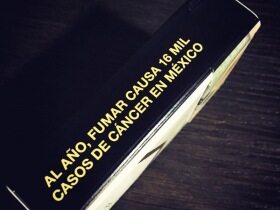 AL AÑO, FUMAR CAUSA 16 MIL
CASOS DE CÁNCER EN MÉXICO